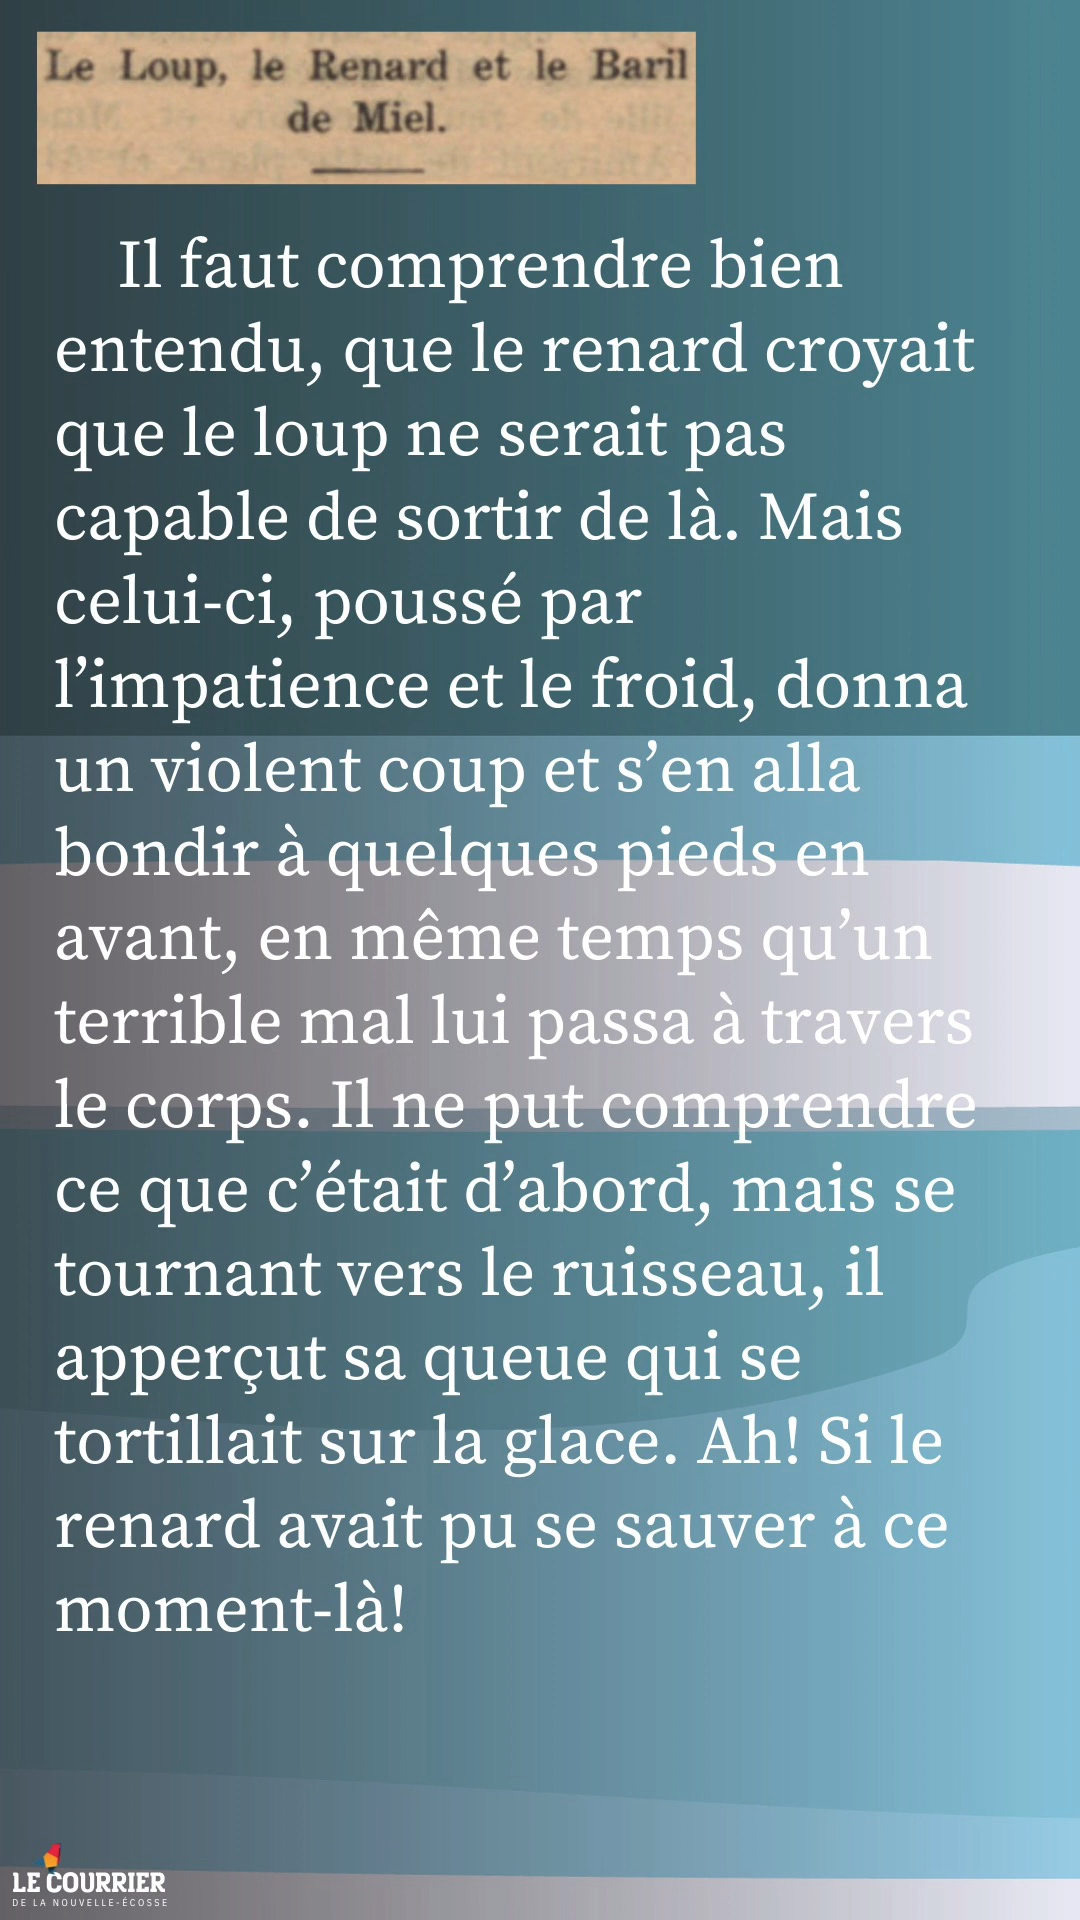 Le Loup, le Renard et le Baril
de Miel.
Il faut comprendre bien
entendu, que le renard croyait
que le loup ne serait pas
capable de sortir de là. Mais
celui-ci, poussé par
l’impatience et le froid, donna
un violent coup et s’en alla
bondir à quelques pieds en
avant, en même temps qu’un
terrible mal lui passa à travers
le corps. Il ne put comprendre
ce que c’était d’abord, mais se
tournant vers le ruisseau, il
apperçut sa queue qui se
tortillait sur la glace. Ah! Si le
renard avait pu se sauver à ce
moment-là!
LE COURRIER
DE LA NOUVELLE-ÉCOSSE